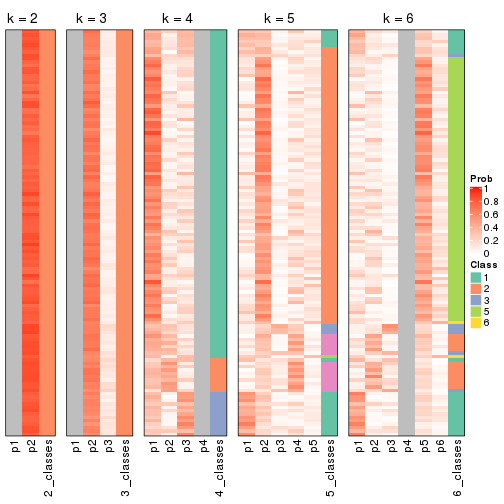 k = 2
k = 3
k = 4
k = 5
k = 6
p1
p2
2_classes
p1
p2
p3
3_classes
p1
p2
p3
p4
4_classes
p1
p2
p3
p4
p5
5_classes
p1
p2
p3
p4
p5
p6
6_classes
Prob
1
0.8
0.6
0.4
0.2
0
Class
1
2
3
5
6